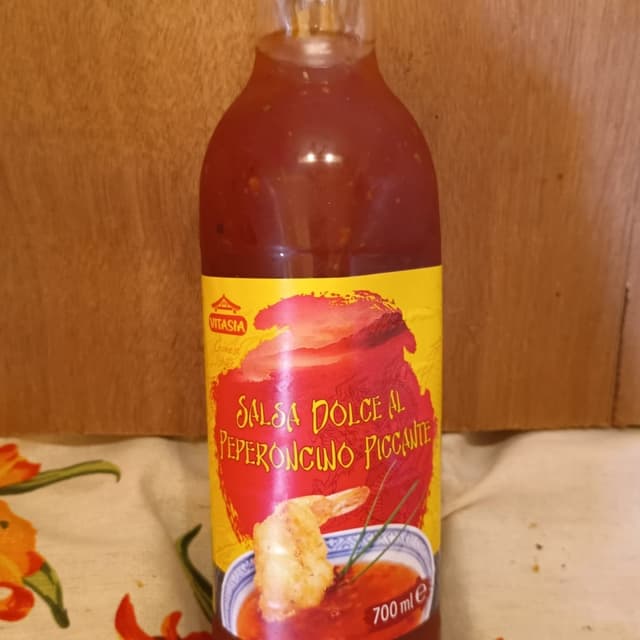 VITASIA
SALSA DOLCE AL
PEPERONCINO PICCANTE
700 ml e